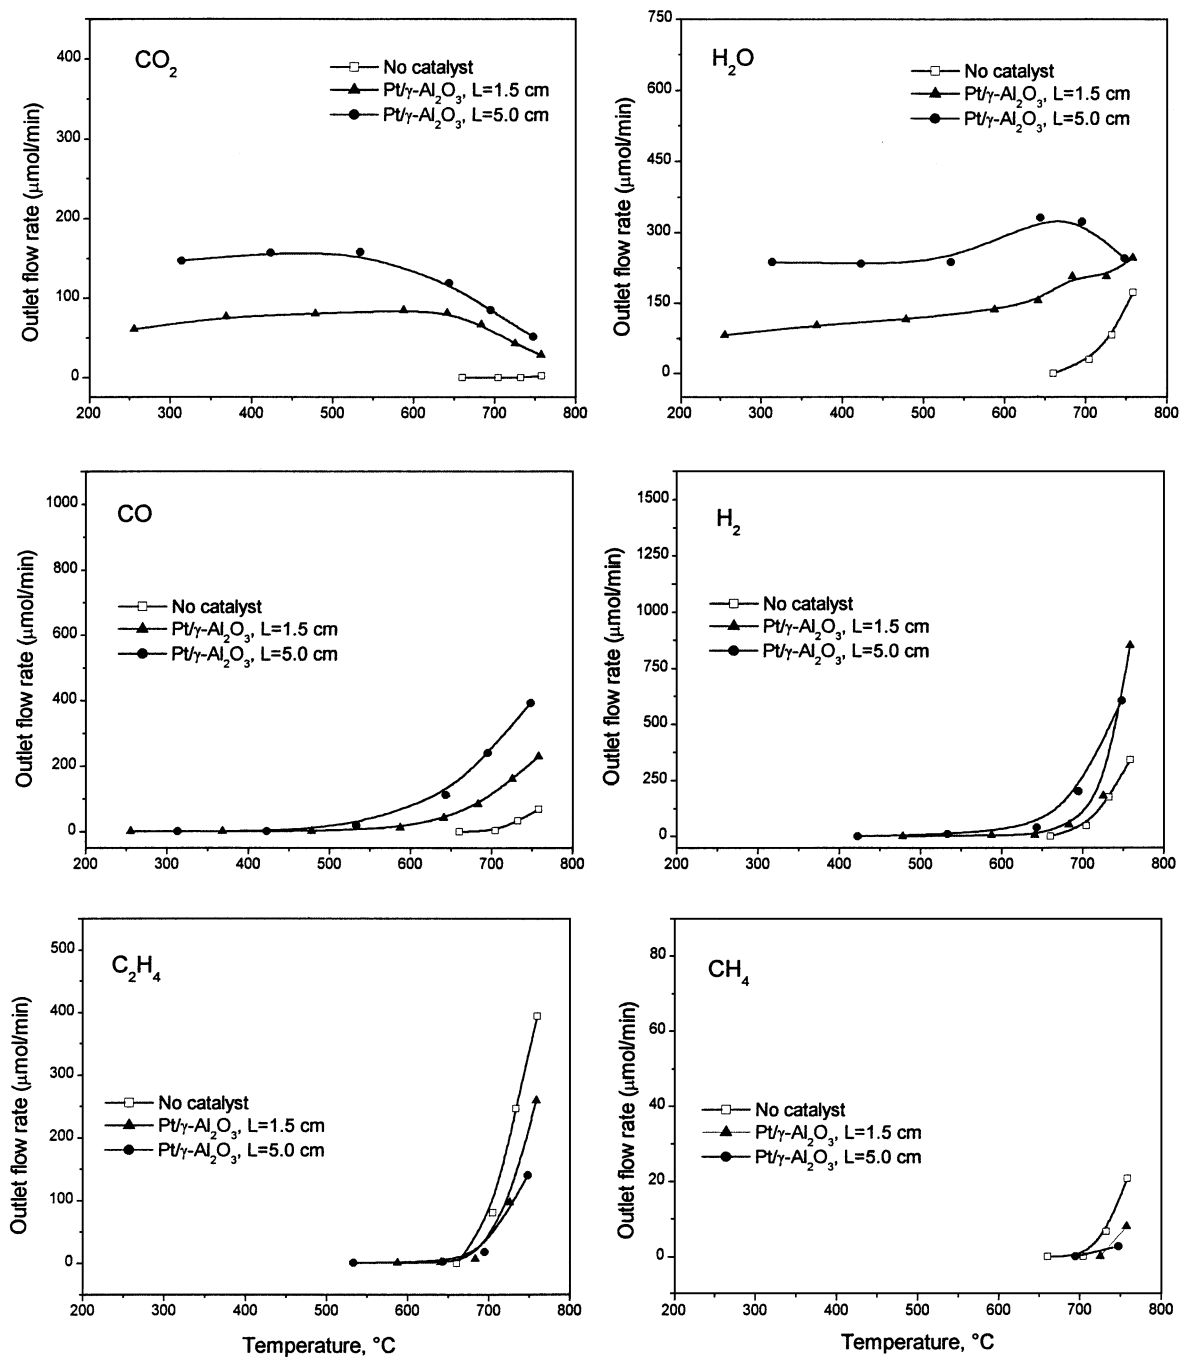 CO2
No catalyst
Pt/γ-Al2O3, L=1.5 cm
Pt/γ-Al2O3, L=5.0 cm
Outlet flow rate (μmol/min)
400
300
200
100
0
200 300 400 500 600 700 800
H2O
No catalyst
Pt/γ-Al2O3, L=1.5 cm
Pt/γ-Al2O3, L=5.0 cm
Outlet flow rate (μmol/min)
750
600
450
300
150
0
200 300 400 500 600 700 800
CO
No catalyst
Pt/γ-Al2O3, L=1.5 cm
Pt/γ-Al2O3, L=5.0 cm
Outlet flow rate (μmol/min)
1000
800
600
400
200
0
200 300 400 500 600 700 800
H2
No catalyst
Pt/γ-Al2O3, L=1.5 cm
Pt/γ-Al2O3, L=5.0 cm
Outlet flow rate (μmol/min)
1500
1250
1000
750
500
250
0
200 300 400 500 600 700 800
C2H4
No catalyst
Pt/γ-Al2O3, L=1.5 cm
Pt/γ-Al2O3, L=5.0 cm
Outlet flow rate (μmol/min)
500
400
300
200
100
0
200 300 400 500 600 700 800
Temperature, °C
CH4
No catalyst
Pt/γ-Al2O3, L=1.5 cm
Pt/γ-Al2O3, L=5.0 cm
Outlet flow rate (μmol/min)
80
60
40
20
0
200 300 400 500 600 700 800
Temperature, °C